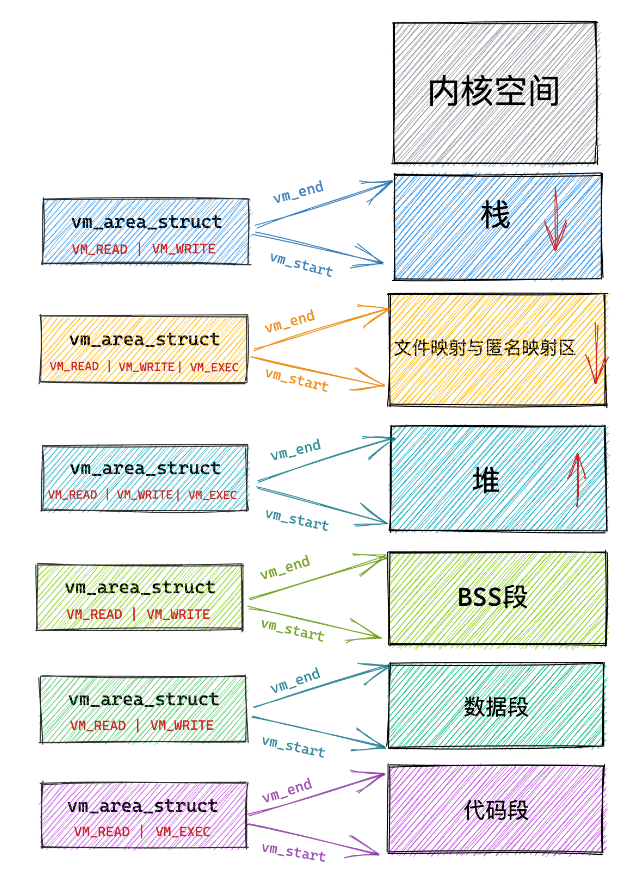 内核空间
vm_end
栈
vm_area_struct
VM_READ | VM_WRITE
vm_start
vm_end
vm_area_struct
文件映射与匿名映射区
VM_READ | VM_WRITE | VM_EXEC
vm_start
vm_end
vm_area_struct
堆
VM_READ | VM_WRITE | VM_EXEC
vm_start
vm_end
vm_area_struct
BSS段
VM_READ | VM_WRITE
vm_start
vm_end
vm_area_struct
数据段
VM_READ | VM_WRITE
vm_start
vm_end
vm_area_struct
代码段
VM_READ | VM_EXEC
vm_start